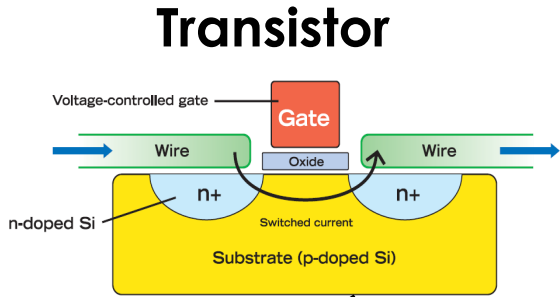 Transistor
Voltage-controlled gate
Gate
Wire
Oxide
Wire
n+
n+
n-doped Si
Switched current
Substrate (p-doped Si)